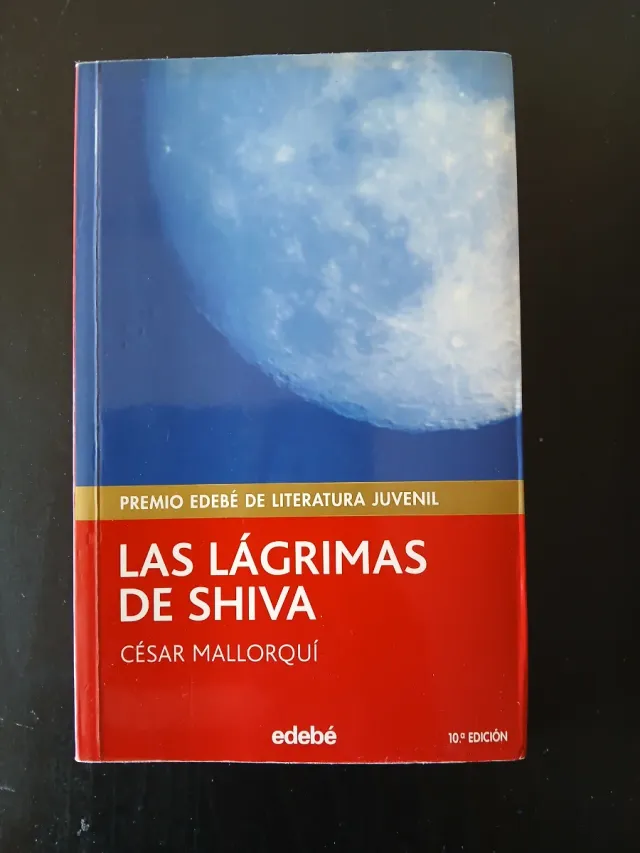 PREMIO EDEBÉ DE LITERATURA JUVENIL
LAS LÁGRIMAS
DE SHIVA
CÉSAR MALLORQUÍ
edebé
10.ª EDICIÓN